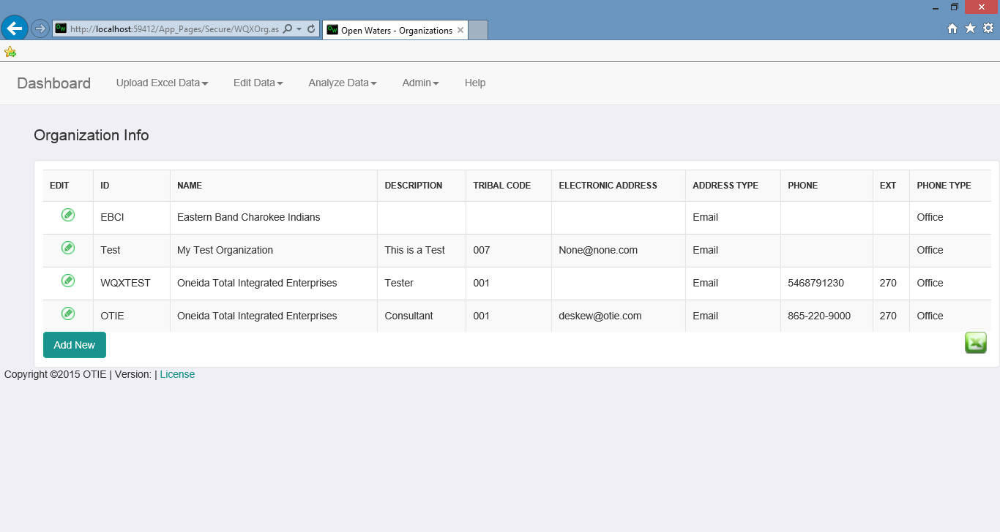 http://localhost:59412/App_Pages/Secure/WQXOrg.as
Open Waters - Organizations
Dashboard Upload Excel Data Edit Data Analyze Data Admin Help
Organization Info
EDIT ID NAME DESCRIPTION TRIBAL CODE ELECTRONIC ADDRESS ADDRESS TYPE PHONE EXT PHONE TYPE
EBCI Eastern Band Charokee Indians Email Office
Test My Test Organization This is a Test 007 None@none.com Email Office
WQXTEST Oneida Total Integrated Enterprises Tester 001 Email 5468791230 270 Office
OTIE Oneida Total Integrated Enterprises Consultant 001 deskew@otie.com Email 865-220-9000 270 Office
Add New
Copyright ©2015 OTIE | Version: | License